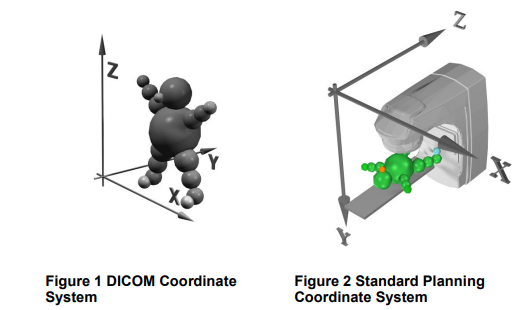 Z
Y
X
Z
X
Y
Figure 1 DICOM Coordinate
System
Figure 2 Standard Planning
Coordinate System